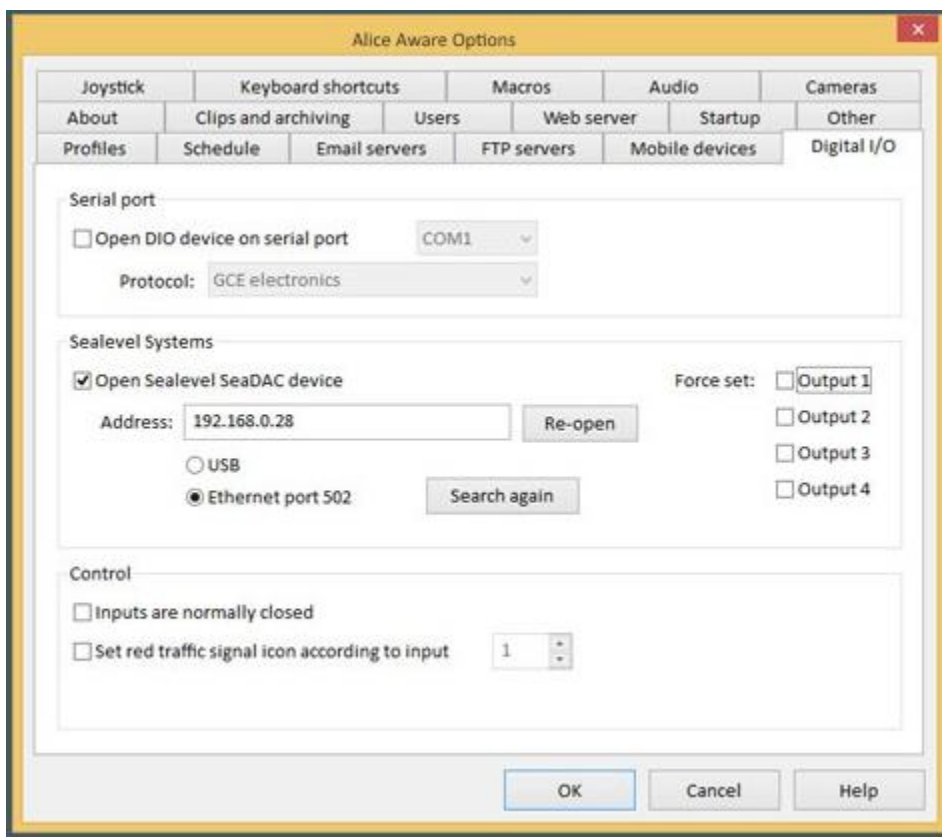 Alice Aware Options
Joystick Keyboard shortcuts Macros Audio Cameras
About Clips and archiving Users Web server Startup Other
Profiles Schedule Email servers FTP servers Mobile devices Digital I/O
Serial port
Open DIO device on serial port COM1
Protocol: GCE electronics
Sealevel Systems
Open Sealevel SeaDAC device Force set: Output 1
Address: 192.168.0.28 Re-open Output 2
USB Output 3
Ethernet port 502 Search again Output 4
Control
Inputs are normally closed
Set red traffic signal icon according to input 1
OK Cancel Help